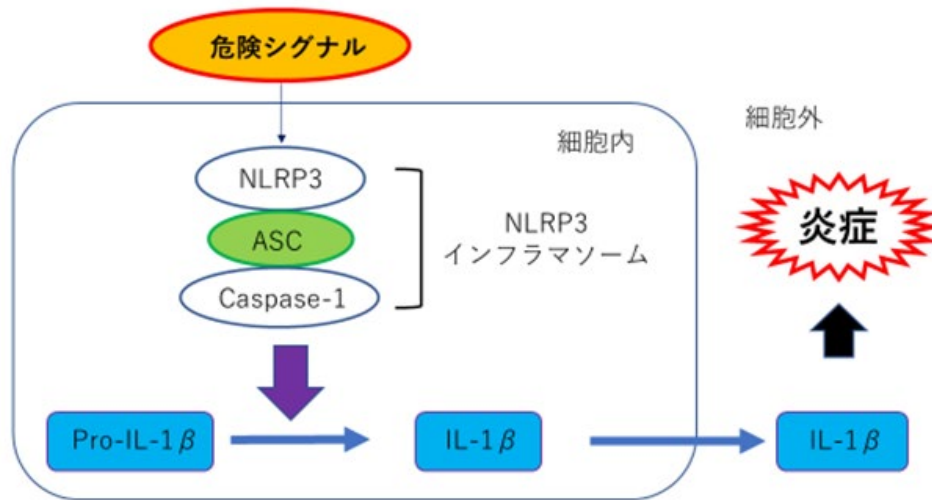 危険シグナル
細胞外
細胞内
NLRP3
ASC
Caspase-1
NLRP3
インフラマソーム
炎症
Pro-IL-1β
IL-1β
IL-1β